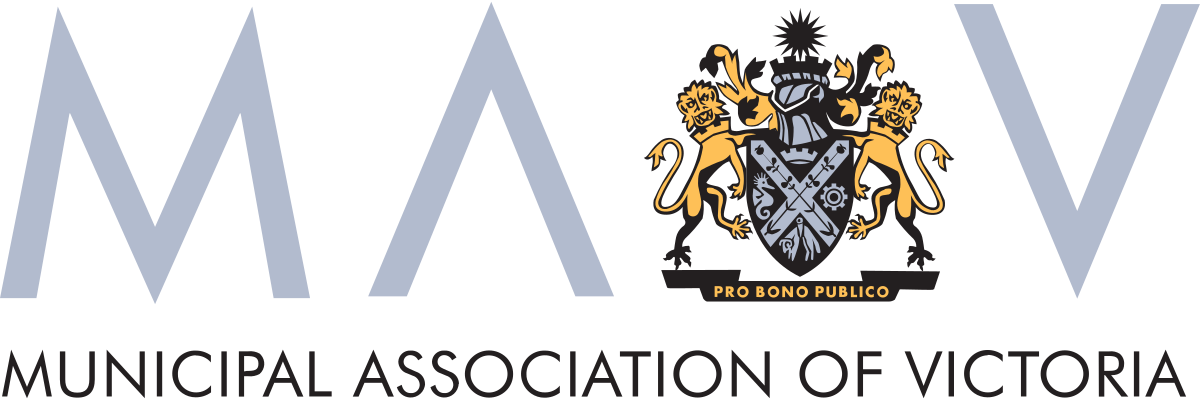 MAV
PRO BONO PUBLICO
MUNICIPAL ASSOCIATION OF VICTORIA